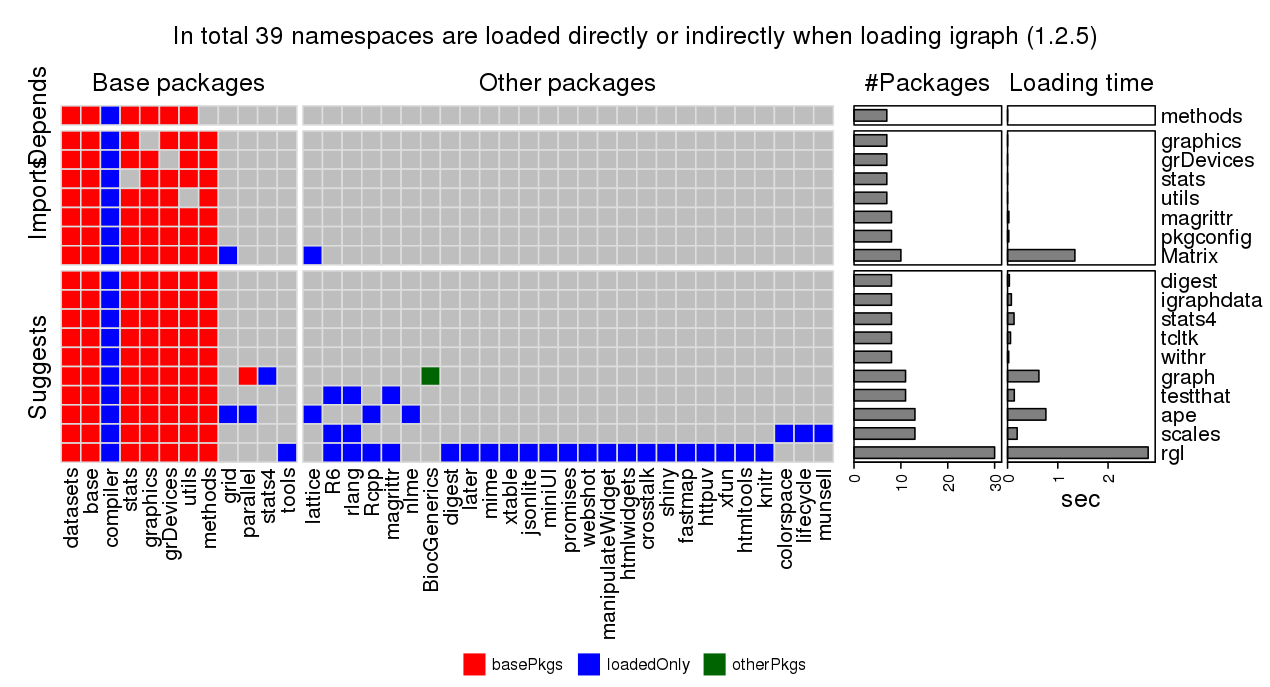 In total 39 namespaces are loaded directly or indirectly when loading igraph (1.2.5)
Base packages
Other packages
#Packages
Loading time
Depends
Imports
Suggests
methods
graphics
grDevices
stats
utils
magrittr
pkgconfig
Matrix
digest
igraphdata
stats4
tcltk
withr
graph
testthat
ape
scales
rgl
datasets
base
compiler
stats
graphics
grDevices
utils
methods
grid
parallel
stats4
tools
lattice
R6
rlang
Rcpp
magrittr
nlme
BiocGenerics
digest
later
mime
xtable
jsonlite
miniUI
promises
webshot
manipulateWidget
htmlwidgets
crosstalk
shiny
fastmap
httpuv
xfun
htmltools
knitr
colorspace
lifecycle
munsell
0
10
20
30
0
1
2
sec
basePkgs
loadedOnly
otherPkgs